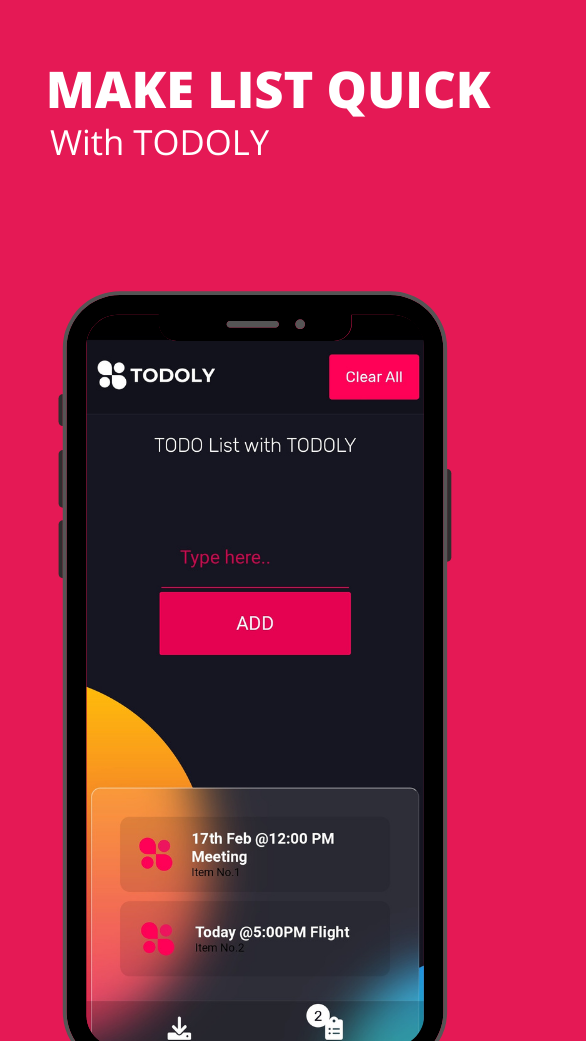 MAKE LIST QUICK
With TODOLY
TODOLY
Clear All
TODO List with TODOLY
Type here..
ADD
17th Feb @12:00 PM
Meeting
Item No.1
Today @5:00PM Flight
Item No.2
2